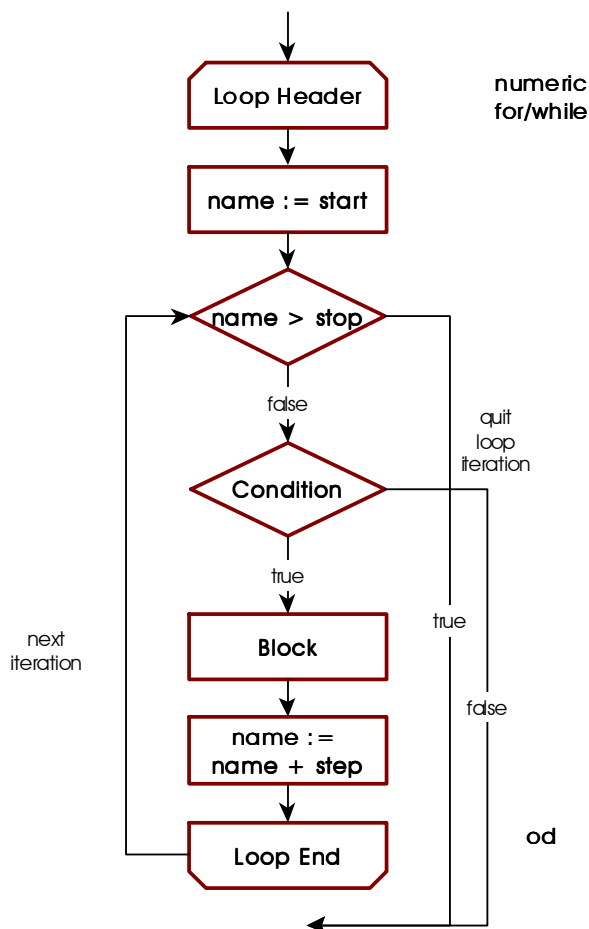 Loop Header
numeric
for/while
name := start
name > stop
false
quit
loop
iteration
Condition
true
next
iteration
Block
true
false
name :=
name + step
Loop End
od